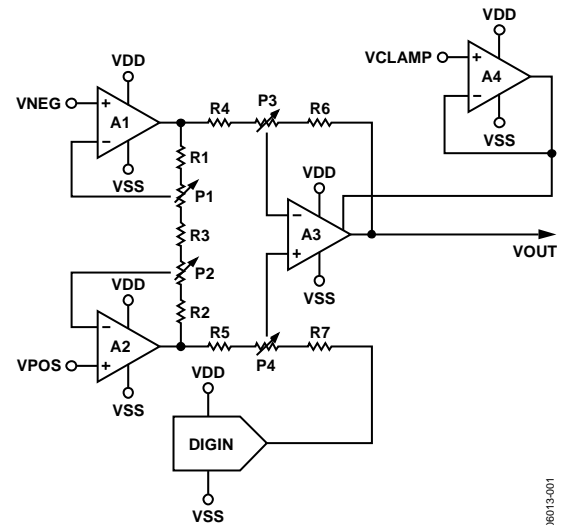 VDD
VDD
VCLAMP
+
A4
−
VSS
VDD
VNEG
+
A1
−
VSS
R4
P3
R6
R1
P1
R3
P2
R2
VDD
−
A3
+
VSS
VOUT
VDD
−
A2
+
VPOS
VSS
R5
P4
R7
VDD
DIGIN
VSS
06013-001